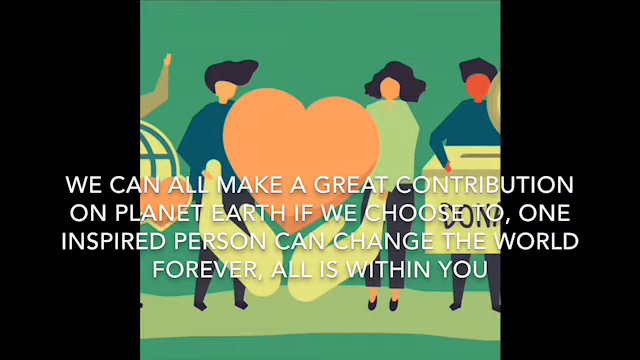 WE CAN ALL MAKE A GREAT CONTRIBUTION
ON PLANET EARTH IF WE CHOOSE TO, ONE
INSPIRED PERSON CAN CHANGE THE WORLD
FOREVER, ALL IS WITHIN YOU